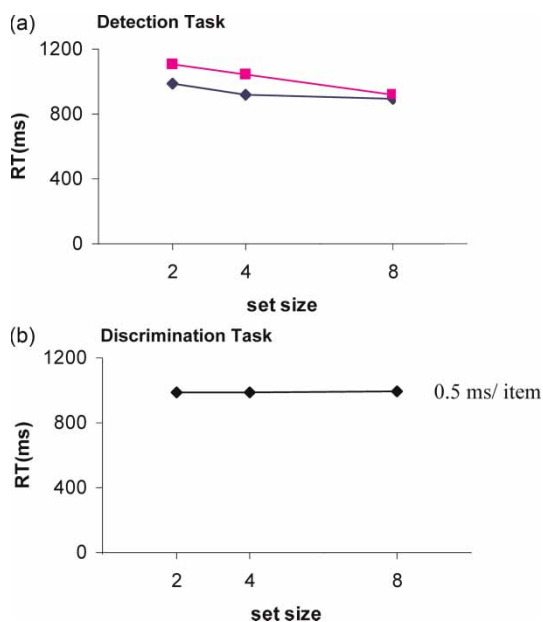 (a) Detection Task
1200
800
400
0
RT(ms)
2 4 8
set size
(b) Discrimination Task
1200
800
400
0
RT(ms)
0.5 ms/ item
2 4 8
set size